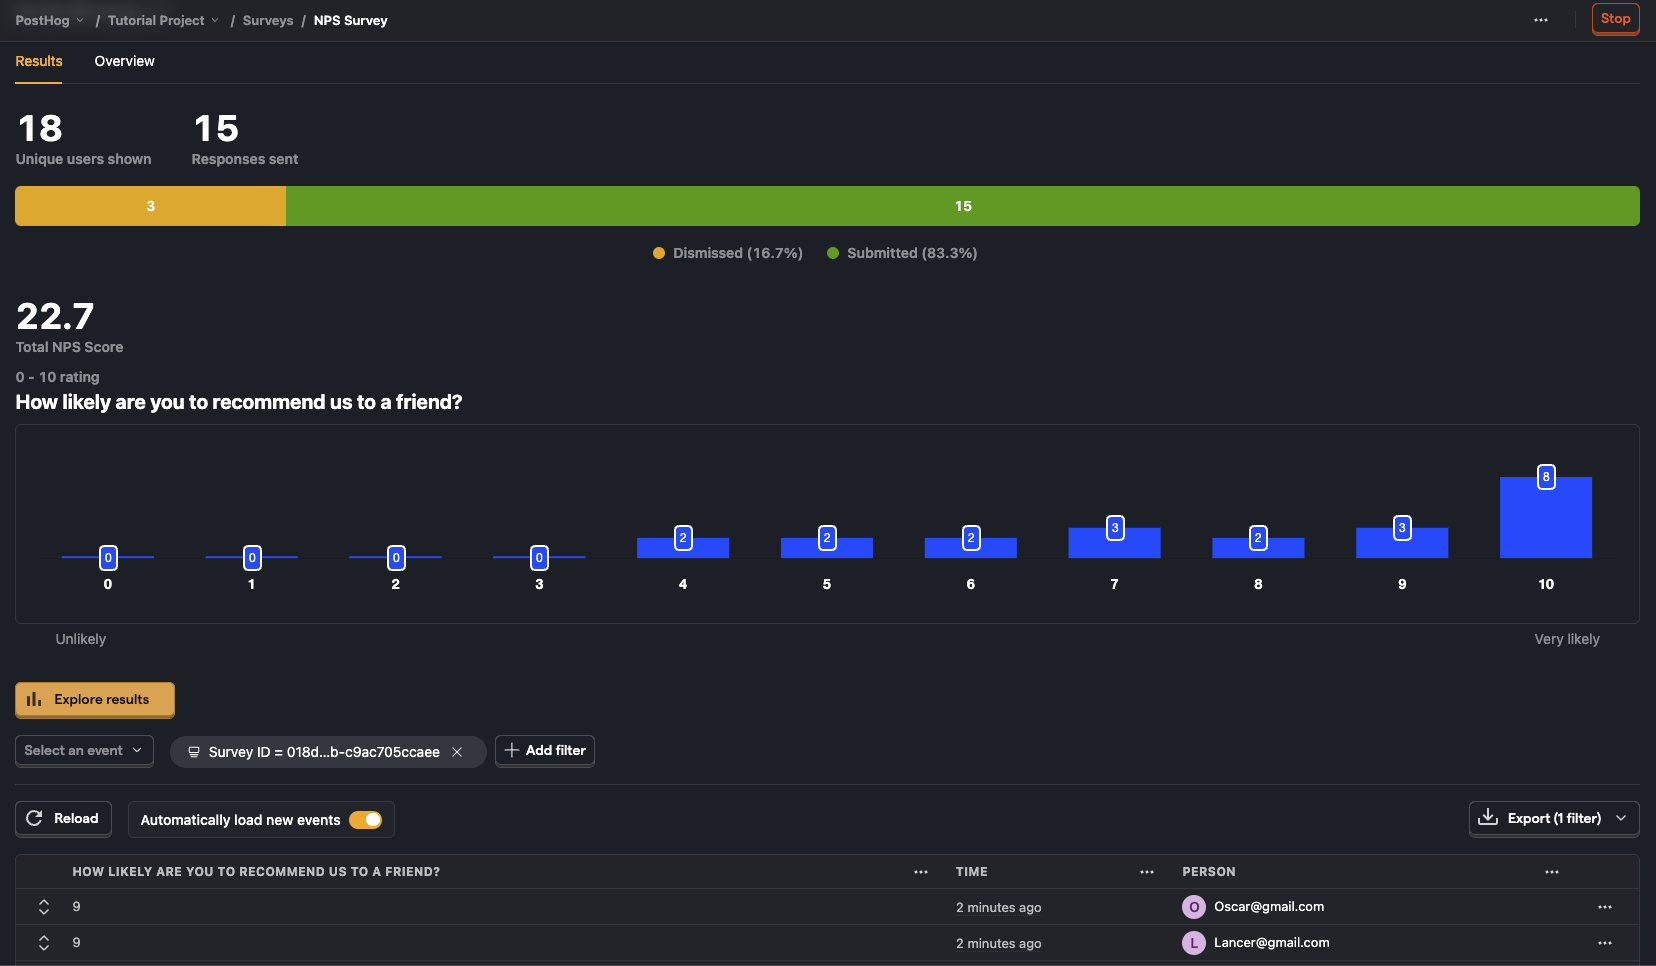 PostHog / Tutorial Project / Surveys / NPS Survey ... Stop
Results Overview
18 15
Unique users shown Responses sent
3 15
Dismissed (16.7%) Submitted (83.3%)
22.7
Total NPS Score
0 - 10 rating
How likely are you to recommend us to a friend?
0 0 0 0 2 2 2 3 2 3 8
0 1 2 3 4 5 6 7 8 9 10
Unlikely Very likely
Explore results
Select an event Survey ID = 018d...b-c9ac705ccaee Add filter
Reload Automatically load new events Export (1 filter)
HOW LIKELY ARE YOU TO RECOMMEND US TO A FRIEND? ... TIME ... PERSON ...
9 2 minutes ago O Oscar@gmail.com ...
9 2 minutes ago L Lancer@gmail.com ...